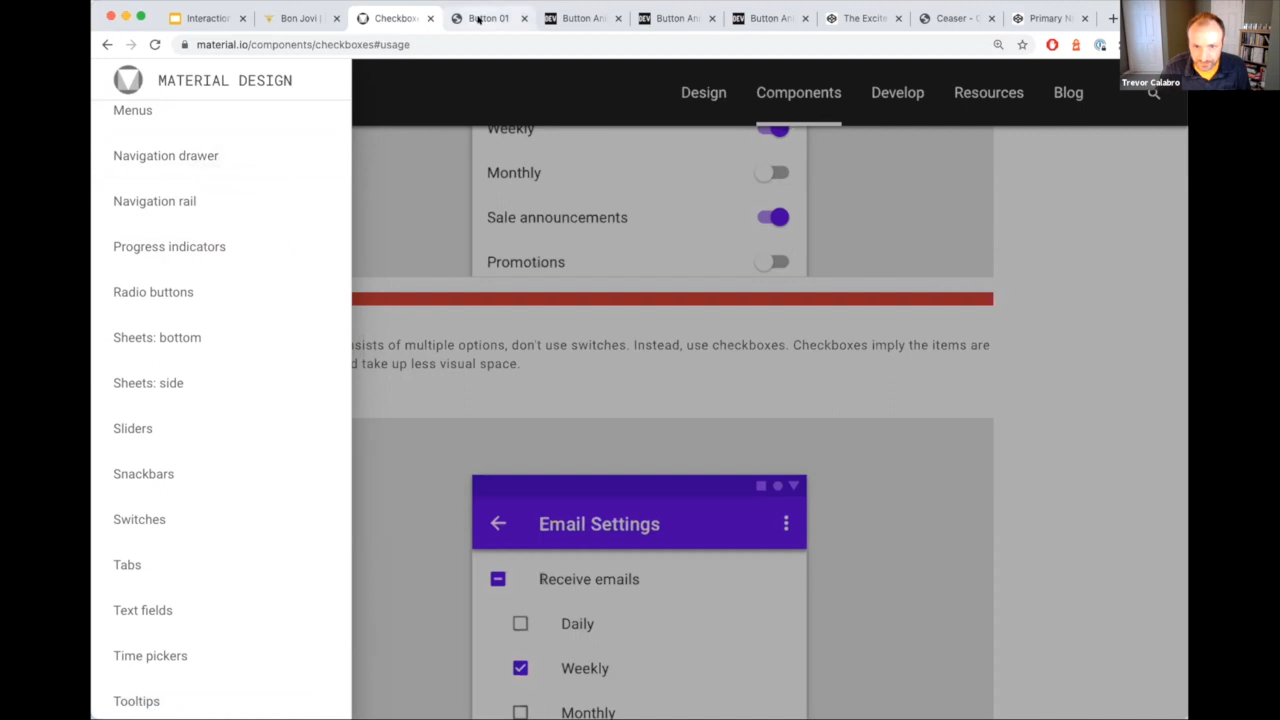 Interaction
Bon Jovi |
Checkbox
Button 01
Button Ani
Button Ani
Button Ani
The Excite
Ceaser - C
Primary N
material.io/components/checkboxes#usage
Trevor Calabro
MATERIAL DESIGN
Design
Components
Develop
Resources
Blog
Menus
Navigation drawer
Navigation rail
Progress indicators
Radio buttons
Sheets: bottom
Sheets: side
Sliders
Snackbars
Switches
Tabs
Text fields
Time pickers
Tooltips
Weekly
Monthly
Sale announcements
Promotions
sists of multiple options, don't use switches. Instead, use checkboxes. Checkboxes imply the items are
d take up less visual space.
Email Settings
Receive emails
Daily
Weekly
Monthly